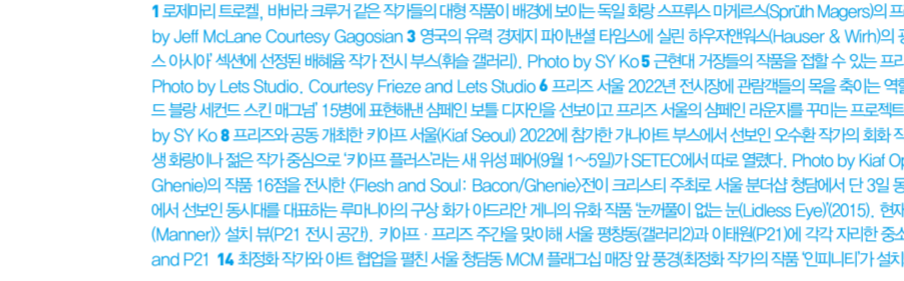 1 로제마리 트로켈, 바바라 크루거 같은 작가들의 대형 작품이 배경에 보이는 독일 화랑 스프뤼스 마게르스(Sprüth Magers)의 프
by Jeff McLane Courtesy Gagosian 3 영국의 유력 경제지 파이낸셜 타임스에 실린 하우저앤워스(Hauser & Wirh)의 광
스 아시아’ 섹션에 선정된 배혜윰 작가 전시 부스(휘슬 갤러리). Photo by SY Ko 5 근현대 거장들의 작품을 접할 수 있는 프리
Photo by Lets Studio. Courtesy Frieze and Lets Studio 6 프리즈 서울 2022년 전시장에 관람객들의 목을 축이는 역할
드 블랑 세컨드 스킨 매그넘’ 15병에 표현해낸 샴페인 보틀 디자인을 선보이고 프리즈 서울의 샴페인 라운지를 꾸미는 프로젝트
by SY Ko 8 프리즈와 공동 개최한 키아프 서울(Kiaf Seoul) 2022에 참가한 가나아트 부스에서 선보인 오수환 작가의 회화 작
생 화랑이나 젊은 작가 중심으로 ‘키아프 플러스’라는 새 위성 페어(9월 1~5일)가 SETEC에서 따로 열렸다. Photo by Kiaf Op
Ghenie)의 작품 16점을 전시한 〈Flesh and Soul: Bacon/Ghenie〉전이 크리스티 주최로 서울 분더샵 청담에서 단 3일 동
에서 선보인 동시대를 대표하는 루마니아의 구상 화가 아드리안 게니의 유화 작품 ‘눈꺼풀이 없는 눈(Lidless Eye)’(2015). 현재
(Manner)》 설치 뷰(P21 전시 공간). 키아프·프리즈 주간을 맞이해 서울 평창동(갤러리2)과 이태원(P21)에 각각 자리한 중소
and P21 14 최정화 작가와 아트 협업을 펼친 서울 청담동 MCM 플래그십 매장 앞 풍경(최정화 작가의 작품 ‘인피니티’가 설치